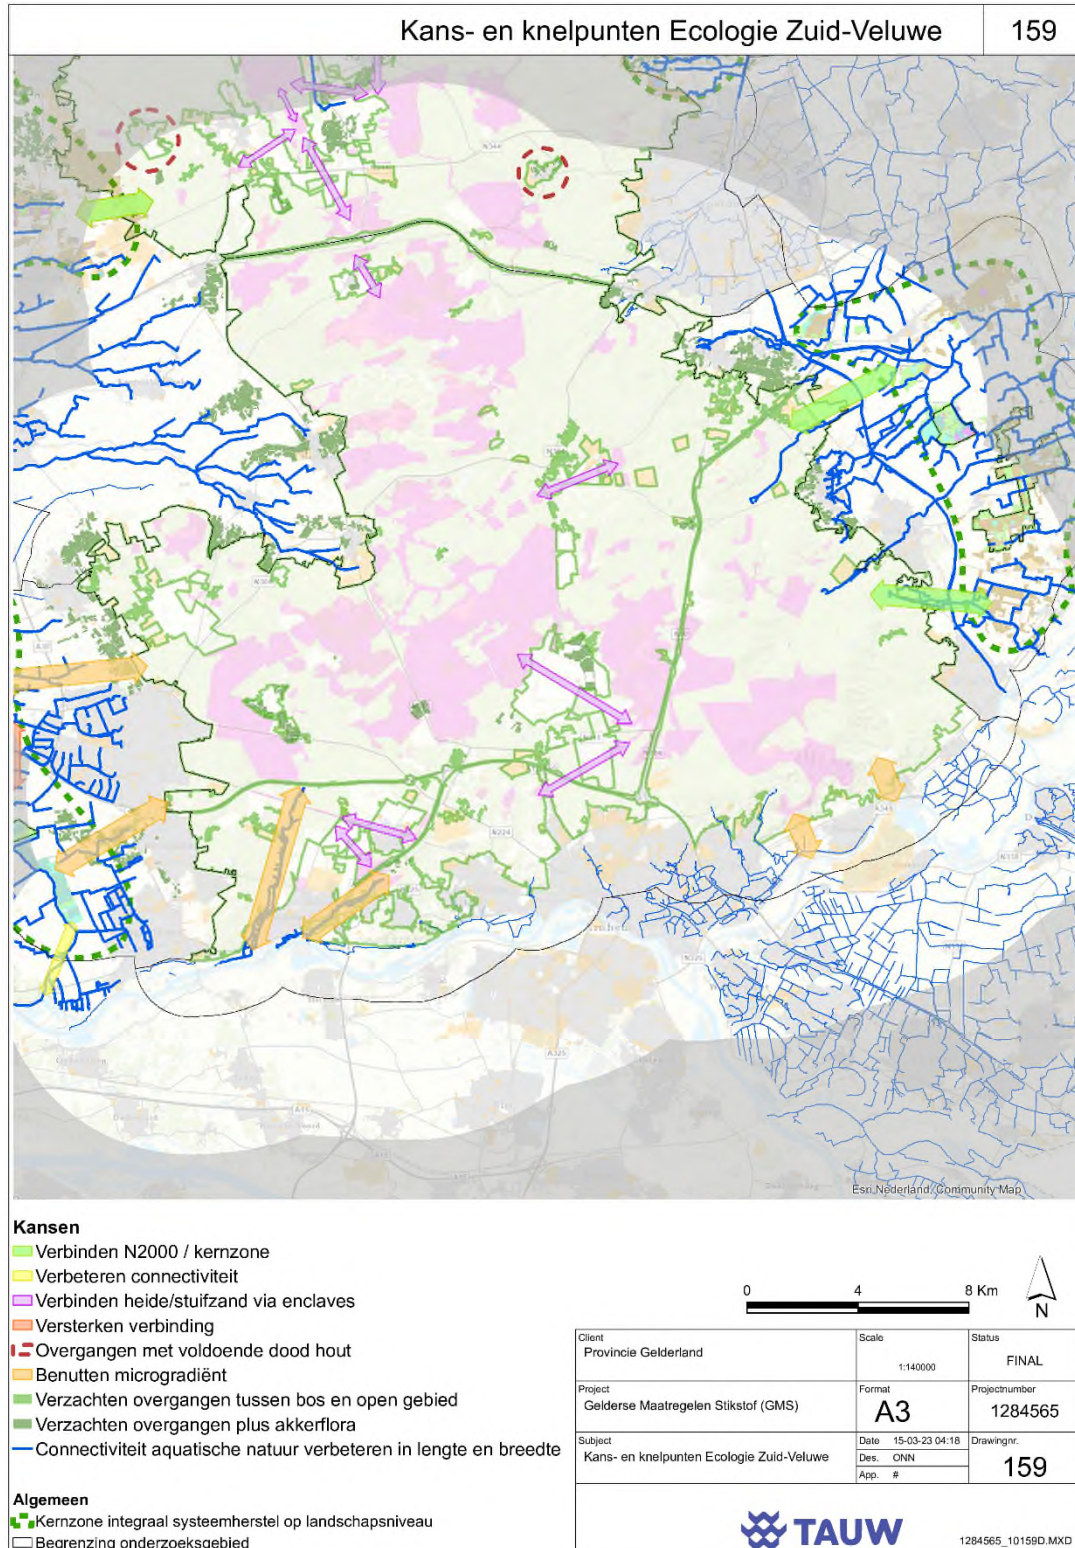 Kans- en knelpunten Ecologie Zuid-Veluwe
159
N344
N224
A325
N325
A15
Esri Nederland, Community Map
Kansen
Verbinden N2000 / kernzone
Verbeteren connectiviteit
Verbinden heide/stuifzand via enclaves
Versterken verbinding
Overgangen met voldoende dood hout
Benutten microgradiënt
Verzachten overgangen tussen bos en open gebied
Verzachten overgangen plus akkerflora
Connectiviteit aquatische natuur verbeteren in lengte en breedte
Algemeen
Kernzone integraal systeemherstel op landschapsniveau
Begrenzing onderzoeksgebied
0 4 8 Km
N
Client
Provincie Gelderland
Scale
1:140000
Status
FINAL
Project
Gelderse Maatregelen Stikstof (GMS)
Format
A3
Projectnumber
1284565
Subject
Kans- en knelpunten Ecologie Zuid-Veluwe
Date 15-03-23 04:18
Des. ONN
App. #
Drawingnr.
159
TAUW
1284565_10159D.MXD